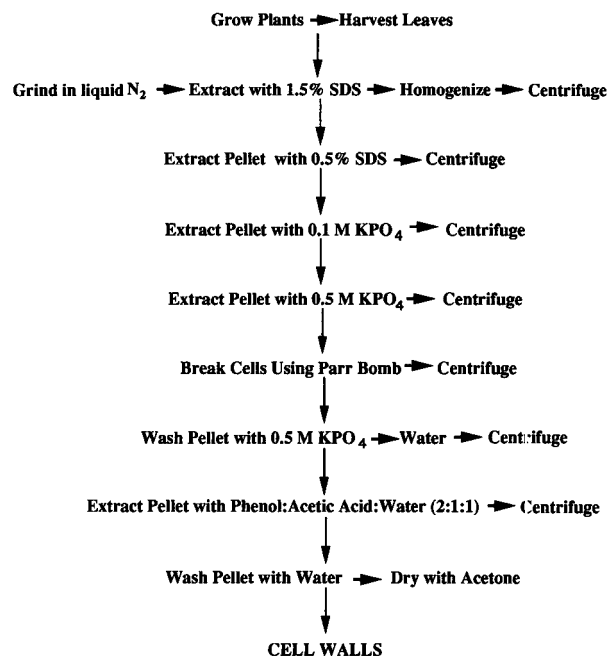 Grow Plants Harvest Leaves
Grind in liquid N2 Extract with 1.5% SDS Homogenize Centrifuge
Extract Pellet with 0.5% SDS Centrifuge
Extract Pellet with 0.1 M KPO4 Centrifuge
Extract Pellet with 0.5 M KPO4 Centrifuge
Break Cells Using Parr Bomb Centrifuge
Wash Pellet with 0.5 M KPO4 Water Centrifuge
Extract Pellet with Phenol:Acetic Acid:Water (2:1:1) Centrifuge
Wash Pellet with Water Dry with Acetone
CELL WALLS